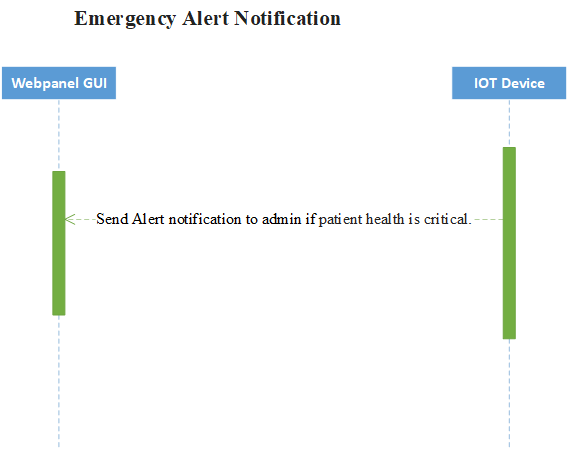 Emergency Alert Notification
Webpanel GUI
IOT Device
Send Alert notification to admin if patient health is critical.